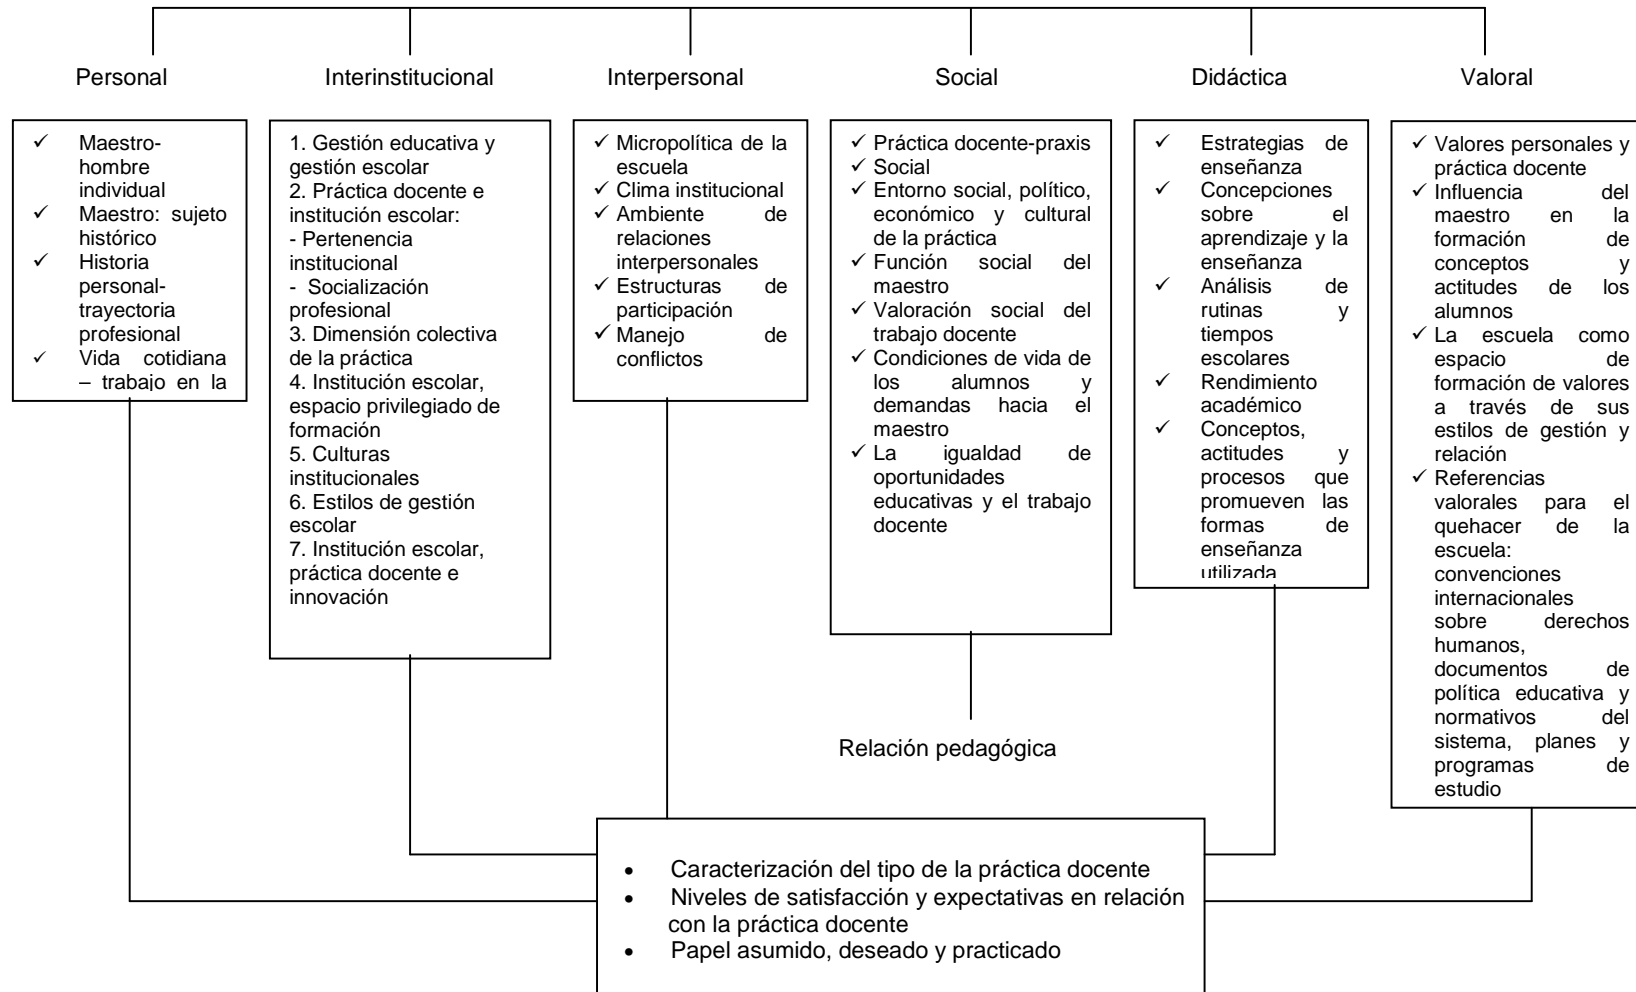 Personal
Interinstitucional
Interpersonal
Social
Didáctica
Valoral
✓ Maestro-
hombre
individual
✓ Maestro: sujeto
histórico
✓ Historia
personal-
trayectoria
profesional
✓ Vida cotidiana
– trabajo en la
1. Gestión educativa y
gestión escolar
2. Práctica docente e
institución escolar:
- Pertenencia
institucional
- Socialización
profesional
3. Dimensión colectiva
de la práctica
4. Institución escolar,
espacio privilegiado de
formación
5. Culturas
institucionales
6. Estilos de gestión
escolar
7. Institución escolar,
práctica docente e
innovación
✓ Micropolítica de la
escuela
✓ Clima institucional
✓ Ambiente de
relaciones
interpersonales
✓ Estructuras de
participación
✓ Manejo de
conflictos
✓ Práctica docente-praxis
✓ Social
✓ Entorno social, político,
económico y cultural
de la práctica
✓ Función social del
maestro
✓ Valoración social del
trabajo docente
✓ Condiciones de vida de
los alumnos y
demandas hacia el
maestro
✓ La igualdad de
oportunidades
educativas y el trabajo
docente
✓ Estrategias de
enseñanza
✓ Concepciones
sobre el
aprendizaje y la
enseñanza
✓ Análisis de
rutinas y
tiempos
escolares
✓ Rendimiento
académico
✓ Conceptos,
actitudes y
procesos que
promueven las
formas de
enseñanza
utilizada
✓ Valores personales y
práctica docente
✓ Influencia del
maestro en la
formación de
conceptos y
actitudes de los
alumnos
✓ La escuela como
espacio de
formación de valores
a través de sus
estilos de gestión y
relación
✓ Referencias
valorales para el
quehacer de la
escuela:
convenciones
internacionales
sobre derechos
humanos,
documentos de
política educativa y
normativos del
sistema, planes y
programas de
estudio
Relación pedagógica
• Caracterización del tipo de la práctica docente
• Niveles de satisfacción y expectativas en relación
con la práctica docente
• Papel asumido, deseado y practicado